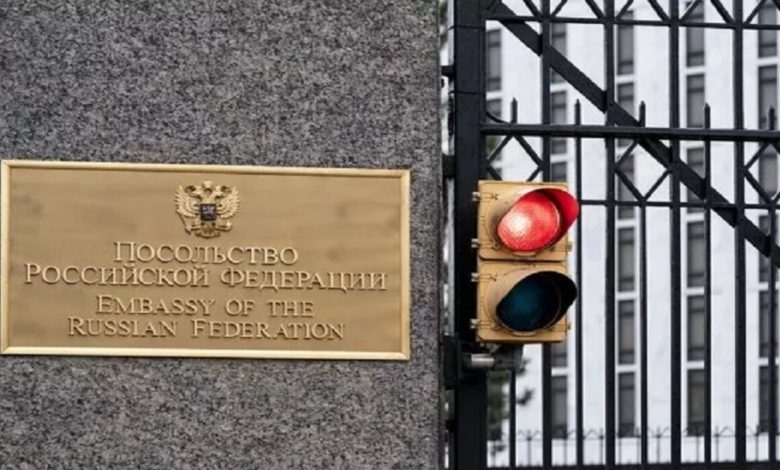 ПОСОЛЬСТВО
РОССИЙСКОЙ ФЕДЕРАЦИИ
EMBASSY OF THE
RUSSIAN FEDERATION